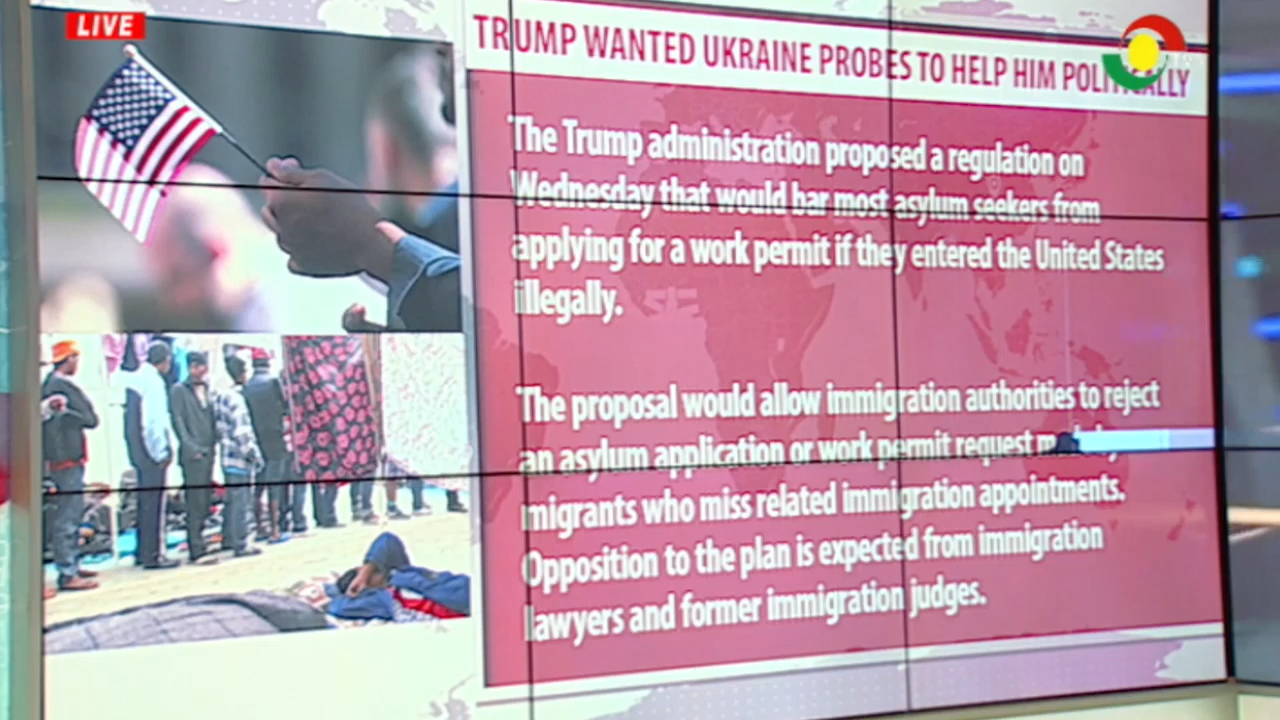 LIVE
TRUMP WANTED UKRAINE PROBES TO HELP HIM POLITICALLY
The Trump administration proposed a regulation on
Wednesday that would bar most asylum seekers from
applying for a work permit if they entered the United States
illegally.
The proposal would allow immigration authorities to reject
an asylum application or work permit request
migrants who miss related immigration appointments.
Opposition to the plan is expected from immigration
lawyers and former immigration judges.